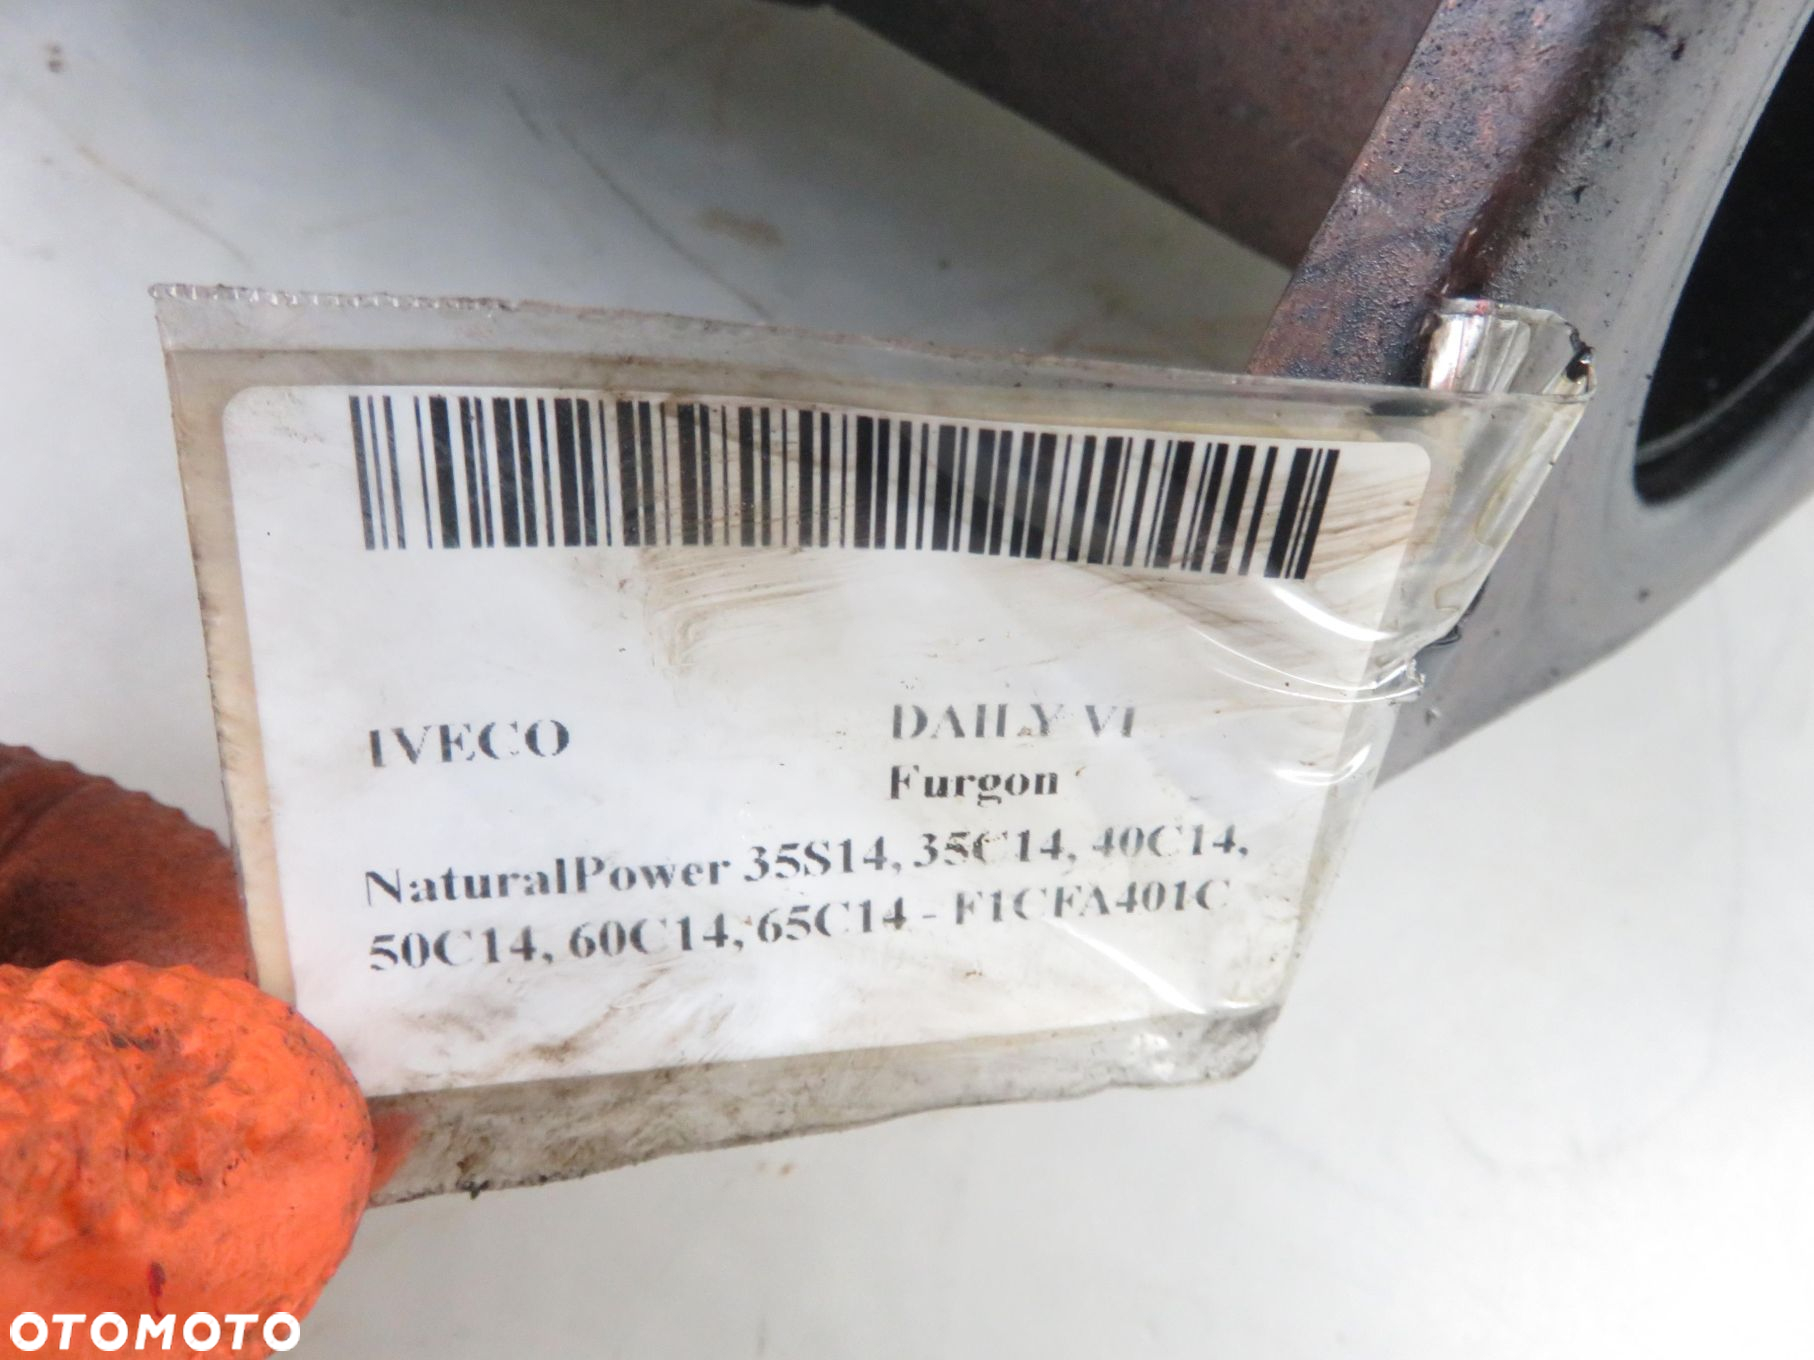 IVECO
DAILY VI
Furgon
NaturalPower 35S14, 35C14, 40C14,
50C14, 60C14, 65C14 - F1CFA401C
OTOMOTO